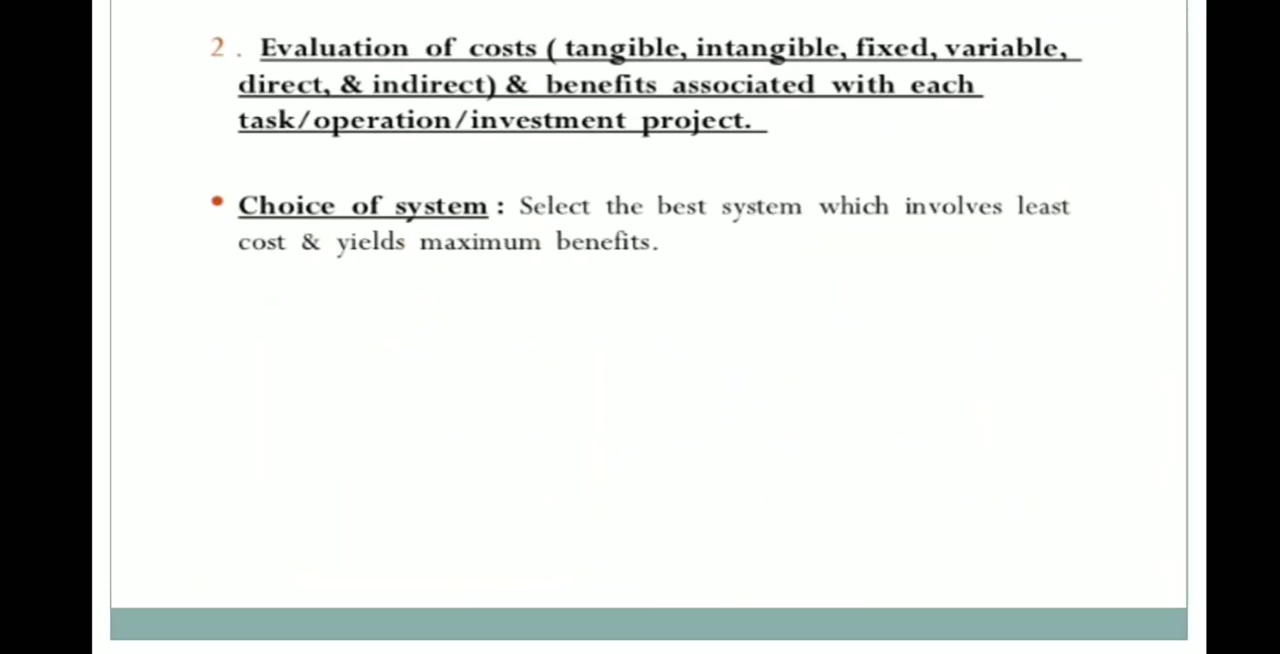 2 . Evaluation of costs ( tangible, intangible, fixed, variable,
direct, & indirect) & benefits associated with each
task/operation/investment project.
• Choice of system : Select the best system which involves least
cost & yields maximum benefits.